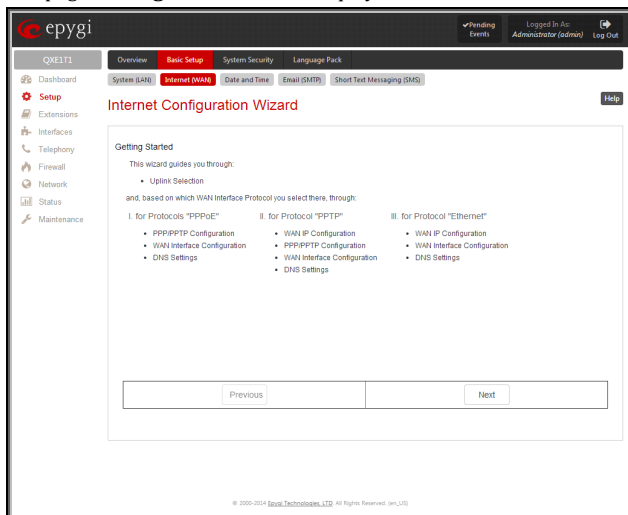 epygi
Pending Events
Logged In As:
Administrator (admin)
Log Out
QXE1T1
Overview
Basic Setup
System Security
Language Pack
Dashboard
Setup
Extensions
Interfaces
Telephony
Firewall
Network
Status
Maintenance
System (LAN)
Internet (WAN)
Date and Time
Email (SMTP)
Short Text Messaging (SMS)
Internet Configuration Wizard
Help
Getting Started
This wizard guides you through:
• Uplink Selection
and, based on which WAN Interface Protocol you select there, through:
I. for Protocols "PPPoE"
• PPP/PPTP Configuration
• WAN Interface Configuration
• DNS Settings
II. for Protocol "PPTP"
• WAN IP Configuration
• PPP/PPTP Configuration
• WAN Interface Configuration
• DNS Settings
III. for Protocol "Ethernet"
• WAN IP Configuration
• WAN Interface Configuration
• DNS Settings
Previous
Next
© 2000-2014 Epygi Technologies, LTD. All Rights Reserved. (en_US)